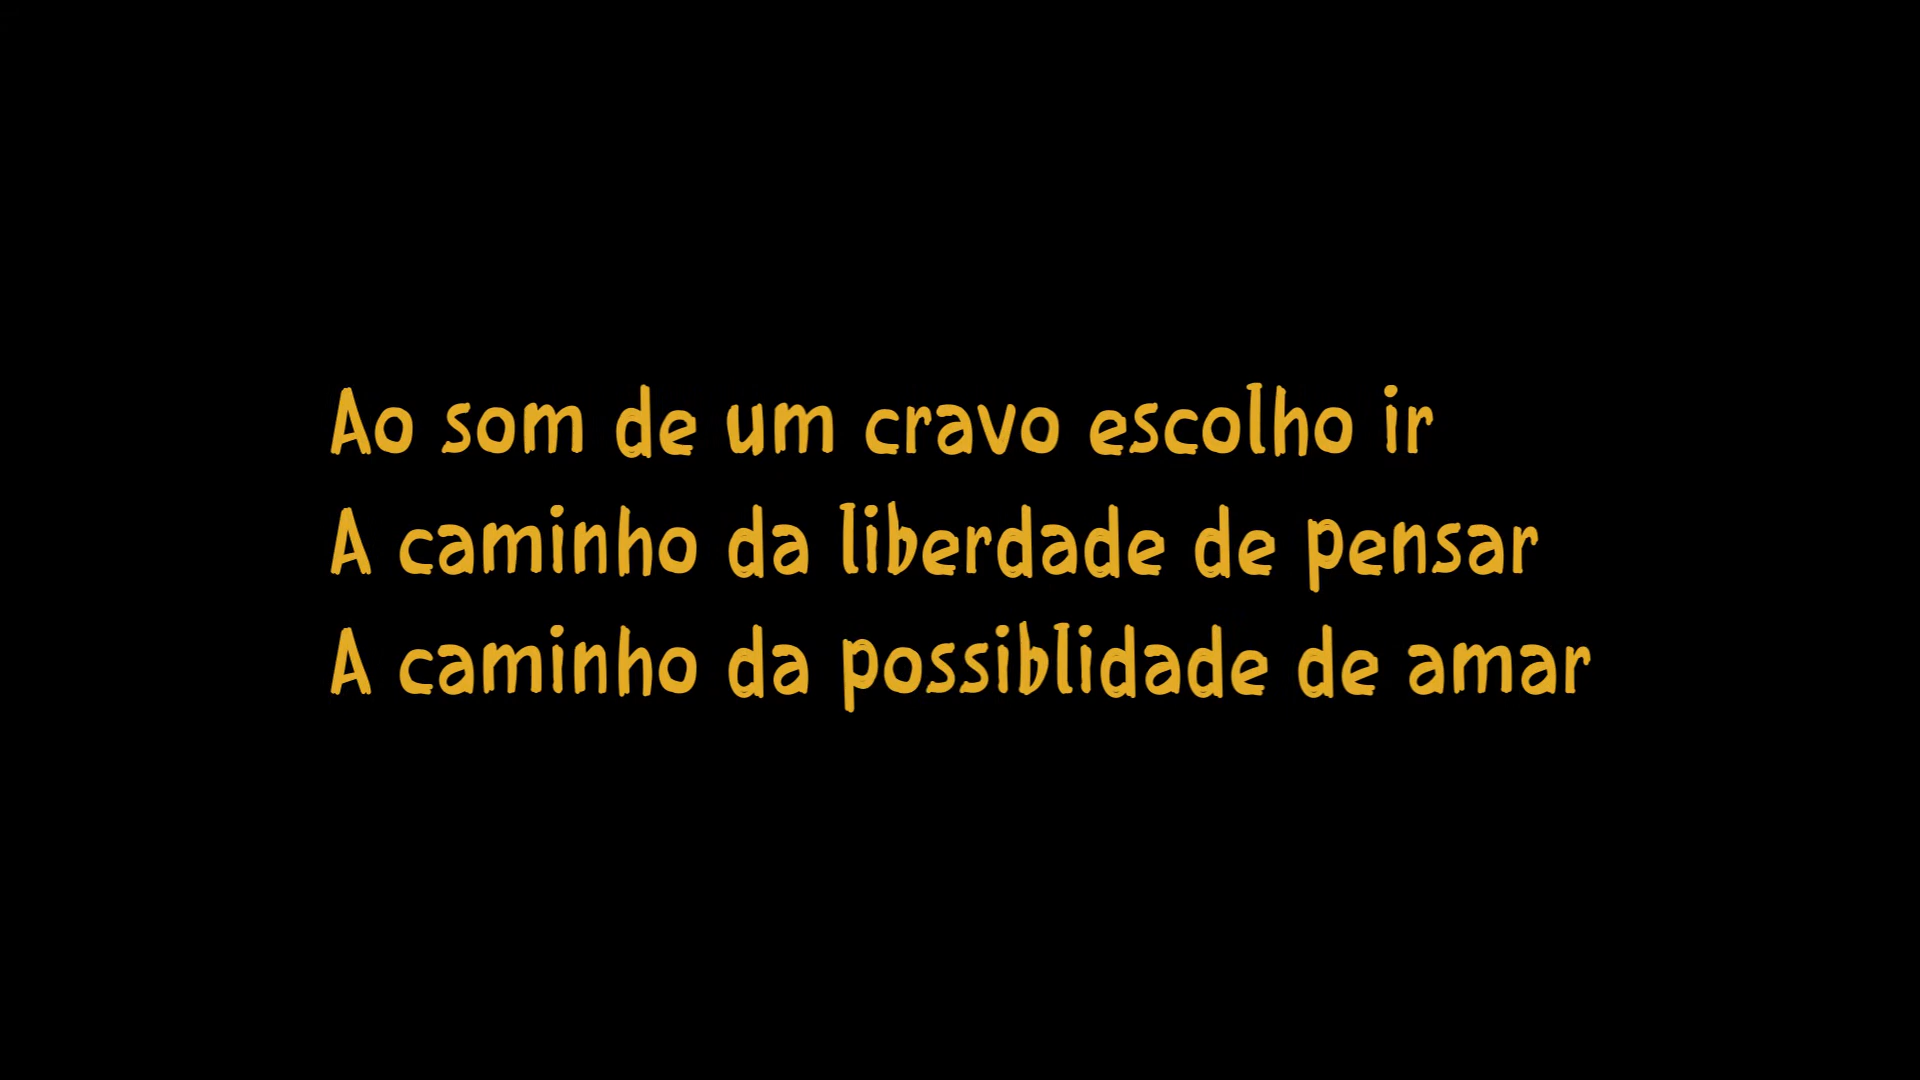 Ao som de um cravo escolho ir
A caminho da liberdade de pensar
A caminho da possiblidade de amar